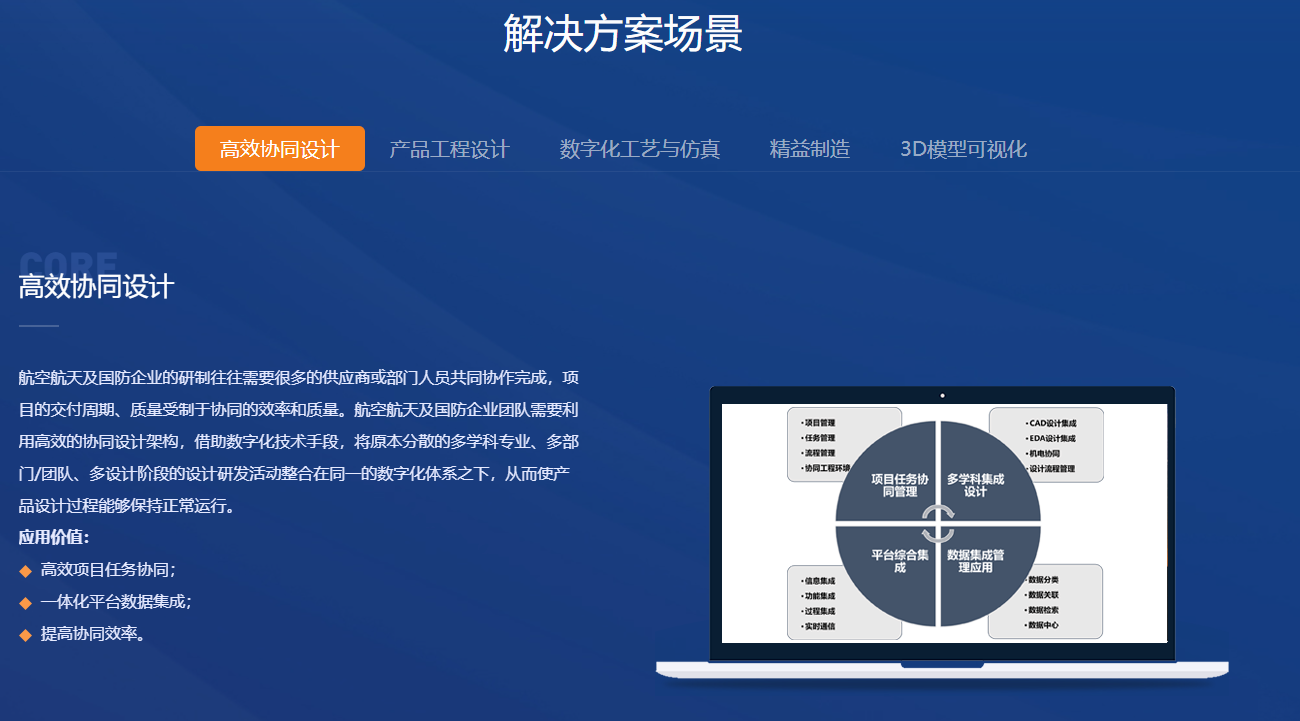 解决方案场景
高效协同设计
产品工程设计
数字化工艺与仿真
精益制造
3D模型可视化
CORE
高效协同设计
航空航天及国防企业的研制往往需要很多的供应商或部门人员共同协作完成，项
目的交付周期、质量受制于协同的效率和质量。航空航天及国防企业团队需要利
用高效的协同设计架构，借助数字化技术手段，将原本分散的多学科专业、多部
门/团队、多设计阶段的设计研发活动整合在同一的数字化体系之下，从而使产
品设计过程能够保持正常运行。
应用价值：
高效项目任务协同；
一体化平台数据集成；
提高协同效率。
•项目管理
•任务管理
•流程管理
•协同工程环境
•CAD设计集成
•EDA设计集成
•机电协同
•设计流程管理
项目任务协
同管理
多学科集成
设计
平台综合集
成
数据集成管
理应用
•信息集成
•功能集成
•过程集成
•实时通信
•数据分类
•数据关联
•数据检索
•数据中心